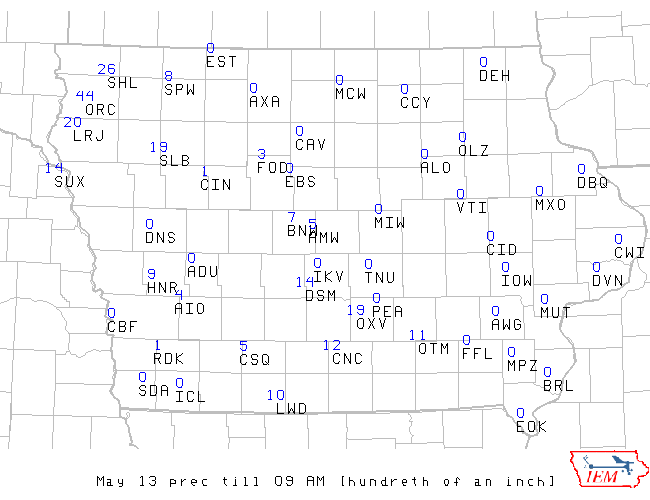 0
EST
26
SHL
8
SPW
0
AXA
0
MCW
0
CCY
0
DEH
44
ORC
20
LRJ
0
CAV
0
OLZ
19
SLB
3
FOD
0
EBS
0
ALO
14
SUX
1
CIN
0
DBQ
0
VTI
0
MXO
0
DNS
7
BNW
5
AMW
0
MIW
0
CID
0
CWI
9
HNR
0
ADU
0
IKV
0
TNU
0
IOW
0
DVN
4
AIO
14
DSM
0
PEA
19
OXV
0
CBF
0
AWG
0
MUT
1
RDK
5
CSQ
12
CNC
11
OTM
0
FFL
0
MPZ
0
SDA
0
ICL
10
LWD
0
BRL
0
EOK
IEM
May 13 prec till 09 AM [hundreth of an inch]